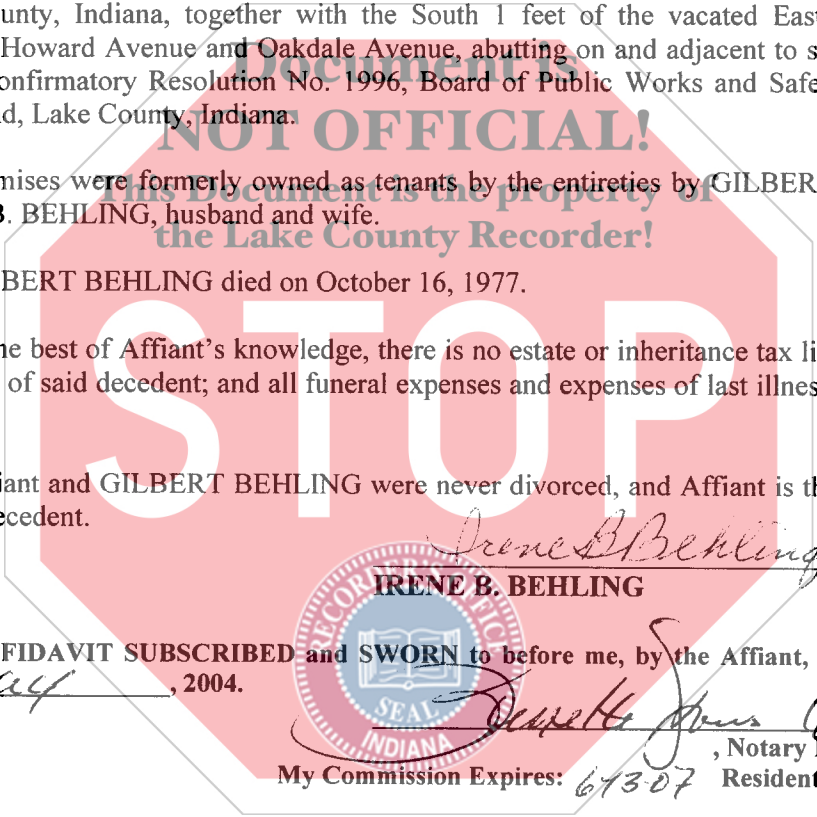 unty, Indiana, together with the South 1 feet of the vacated Eas
Howard Avenue and Oakdale Avenue, abutting on and adjacent to s
Document is
onfirmatory Resolution No. 1996, Board of Public Works and Safe
d, Lake County, Indiana.
NOT OFFICIAL!
mises were formerly owned as tenants by the entireties by GILBER
This Document is the property of
B. BEHLING, husband and wife.
the Lake County Recorder!
BERT BEHLING died on October 16, 1977.
STOP
he best of Affiant's knowledge, there is no estate or inheritance tax li
of said decedent; and all funeral expenses and expenses of last illnes
iant and GILBERT BEHLING were never divorced, and Affiant is th
ecedent.
Irene B Behling
IRENE B. BEHLING
RECORDER'S OFFICE
FIDAVIT SUBSCRIBED and SWORN to before me, by the Affiant,
ay, 2004.
SEAL
INDIANA
, Notary
My Commission Expires: 6-13-07 Resident